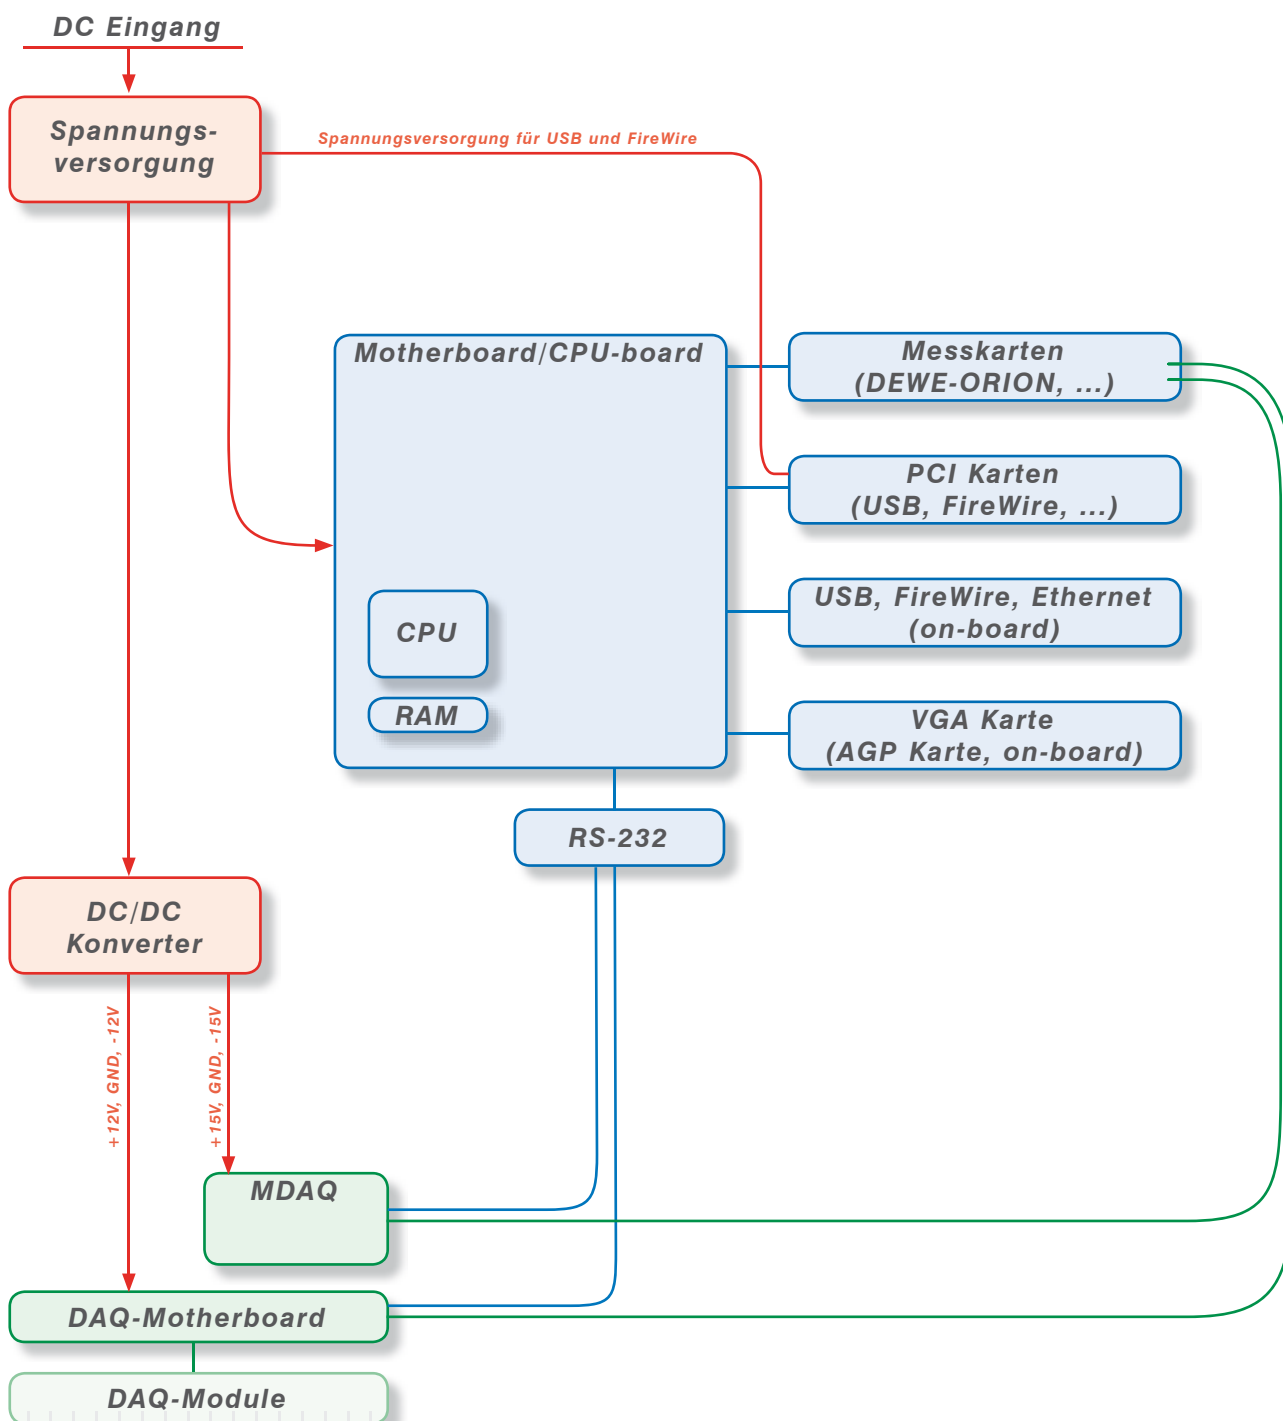 DC Eingang
Spannungs-
versorgung
Spannungsversorgung für USB und FireWire
Motherboard/CPU-board
Messkarten
(DEWE-ORION, ...)
PCI Karten
(USB, FireWire, ...)
USB, FireWire, Ethernet
(on-board)
CPU
RAM
VGA Karte
(AGP Karte, on-board)
RS-232
DC/DC
Konverter
+12V, GND, -12V
+15V, GND, -15V
MDAQ
DAQ-Motherboard
DAQ-Module